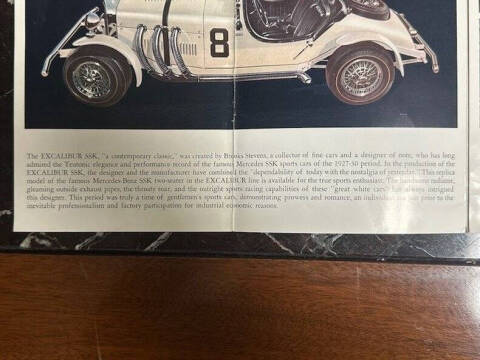 8
The EXCALIBUR SSK, "a contemporary classic," was created by Brooks Stevens, a collector of fine cars and a designer of note, who has long
admired the Teutonic elegance and performance record of the famous Mercedes SSK sports cars of the 1927-30 period. In the production of the
EXCALIBUR SSK, the designer and the manufacturer have combined the "dependability of today with the nostalgia of yesterday." This replica
model of the famous Mercedes-Benz SSK two-seater in the EXCALIBUR line is available for the true sports enthusiast. The handsome radiator,
gleaming outside exhaust pipes, the throaty roar, and the outright sports racing capabilities of these "great white cars" has always intrigued
this designer. This period was truly a time of gentlemen's sports cars, demonstrating prowess and romance, an individual era just prior to the
inevitable professionalism and factory participation for industrial economic reasons.